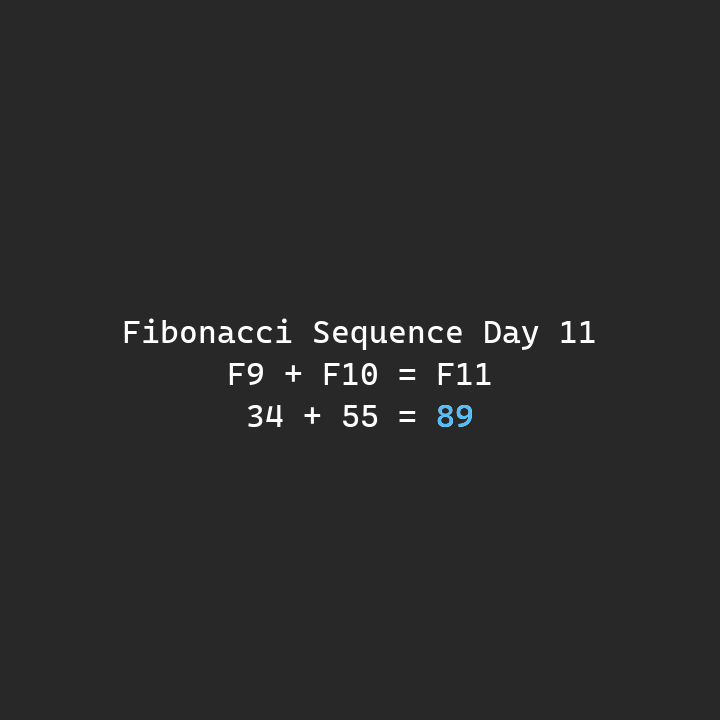 Fibonacci Sequence Day 11
F9 + F10 = F11
34 + 55 = 89